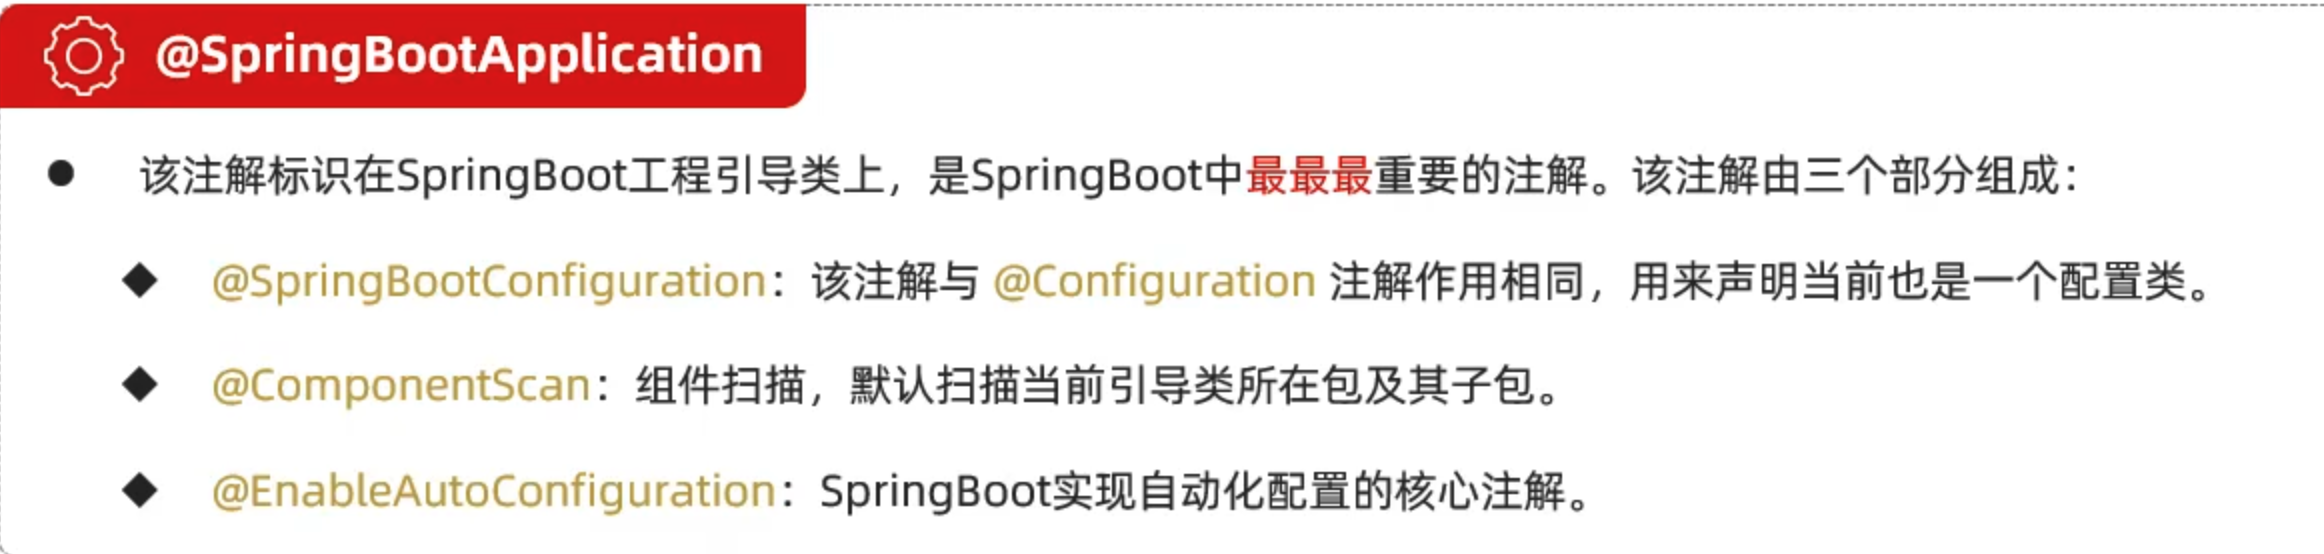 @SpringBootApplication
该注解标识在SpringBoot工程引导类上，是SpringBoot中最最最重要的注解。该注解由三个部分组成：
@SpringBootConfiguration：该注解与 @Configuration 注解作用相同，用来声明当前也是一个配置类。
@ComponentScan：组件扫描，默认扫描当前引导类所在包及其子包。
@EnableAutoConfiguration：SpringBoot实现自动化配置的核心注解。